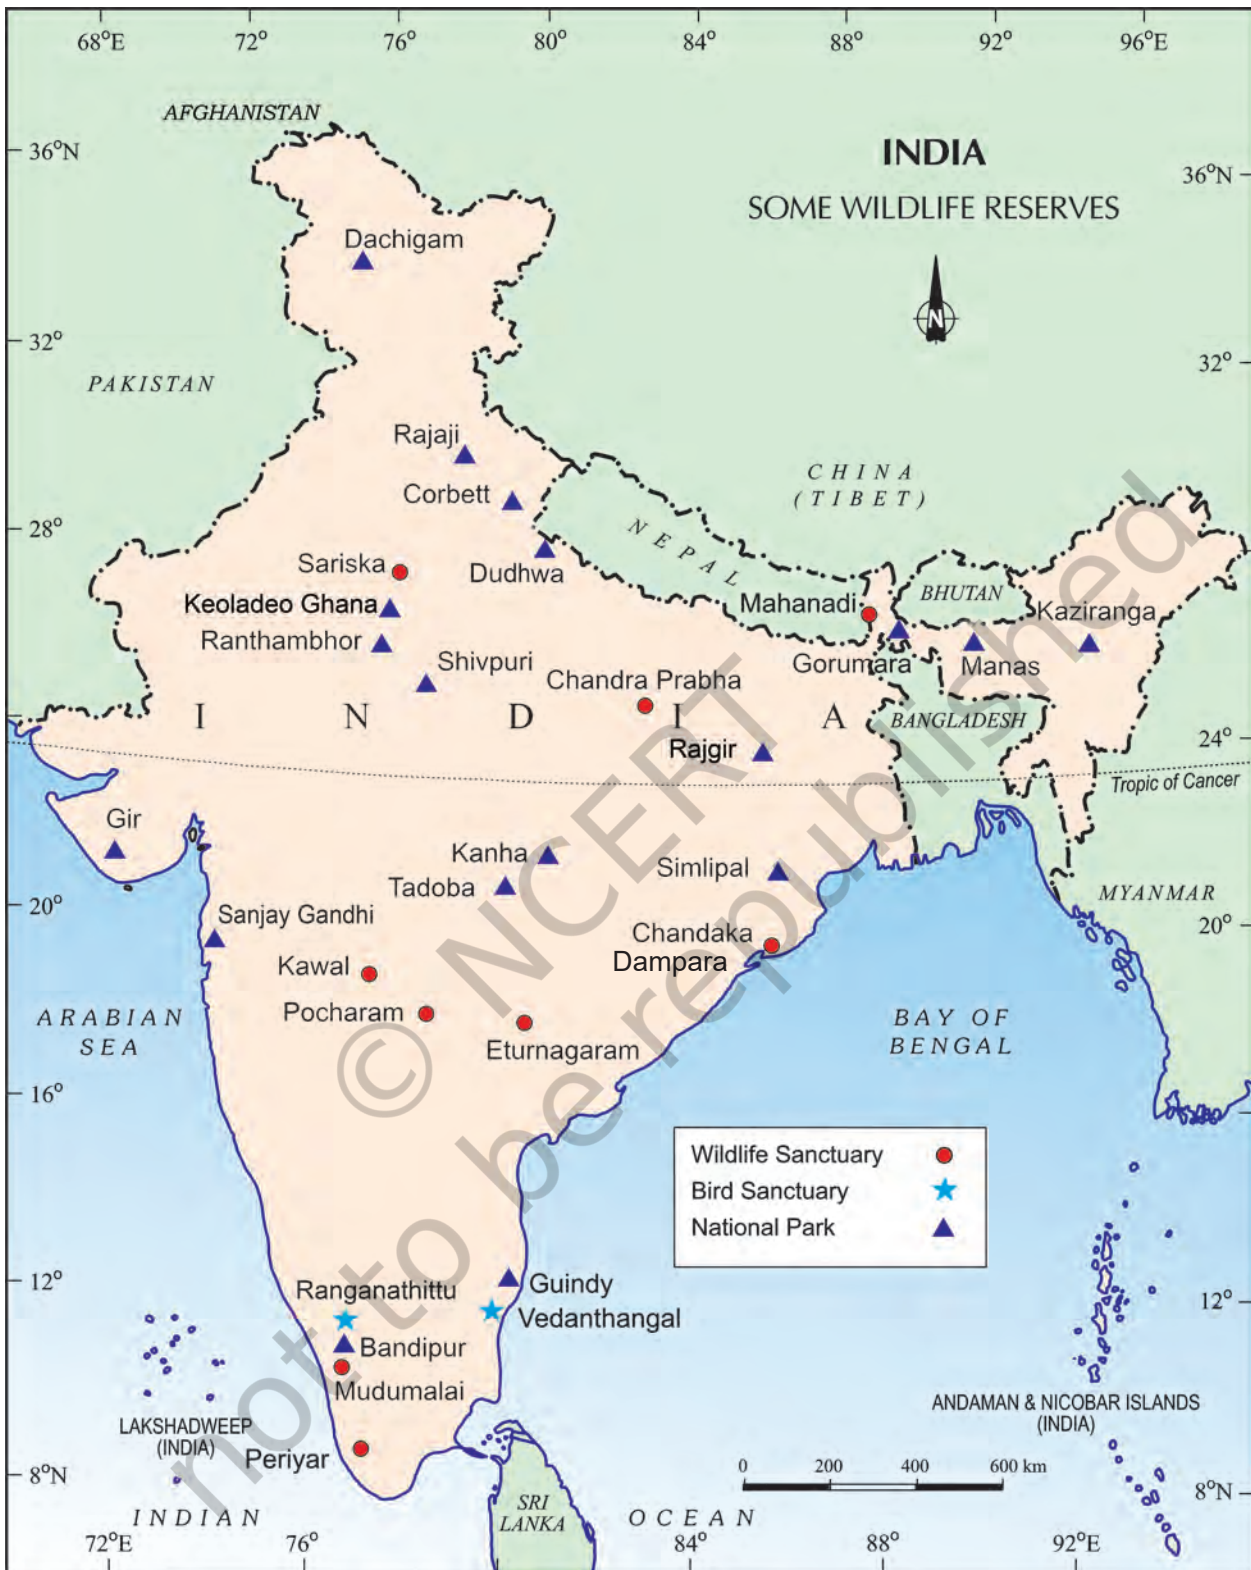 68°E 72° 76° 80° 84° 88° 92° 96°E
AFGHANISTAN
36°N
INDIA
36°N
SOME WILDLIFE RESERVES
Dachigam
N
32°
32°
PAKISTAN
Rajaji
CHINA
(TIBET)
Corbett
28°
NEPAL
Sariska
Dudhwa
BHUTAN
Keoladeo Ghana
Mahanadi
Kaziranga
Ranthambhor
Shivpuri
Gorumara
Manas
Chandra Prabha
INDIA
BANGLADESH
Rajgir
24°
Tropic of Cancer
Gir
Kanha
Simlipal
Tadoba
MYANMAR
20°
Sanjay Gandhi
20°
Chandaka
Dampara
Kawal
Pocharam
ARABIAN
SEA
BAY OF
BENGAL
Eturnagaram
16°
Wildlife Sanctuary
Bird Sanctuary
National Park
12°
Ranganathittu
Guindy
Vedanthangal
12°
Bandipur
Mudumalai
LAKSHADWEEP
(INDIA)
ANDAMAN & NICOBAR ISLANDS
(INDIA)
Periyar
8°N
0 200 400 600 km
8°N
INDIAN
SRI
LANKA
OCEAN
72°E 76° 84° 88° 92°E
© NCERT
not to be republished